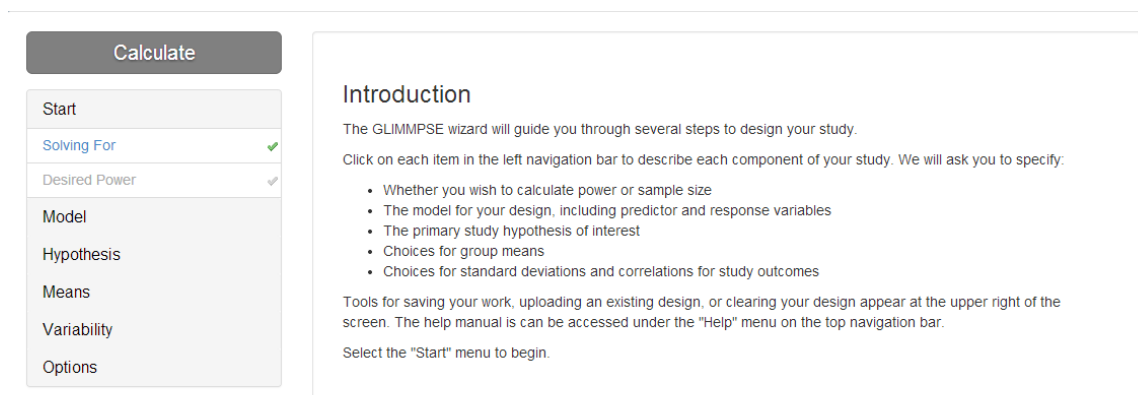 Calculate
Start
Solving For
Desired Power
Model
Hypothesis
Means
Variability
Options
Introduction
The GLIMMPSE wizard will guide you through several steps to design your study.
Click on each item in the left navigation bar to describe each component of your study. We will ask you to specify:
• Whether you wish to calculate power or sample size
• The model for your design, including predictor and response variables
• The primary study hypothesis of interest
• Choices for group means
• Choices for standard deviations and correlations for study outcomes
Tools for saving your work, uploading an existing design, or clearing your design appear at the upper right of the
screen. The help manual is can be accessed under the "Help" menu on the top navigation bar.
Select the "Start" menu to begin.